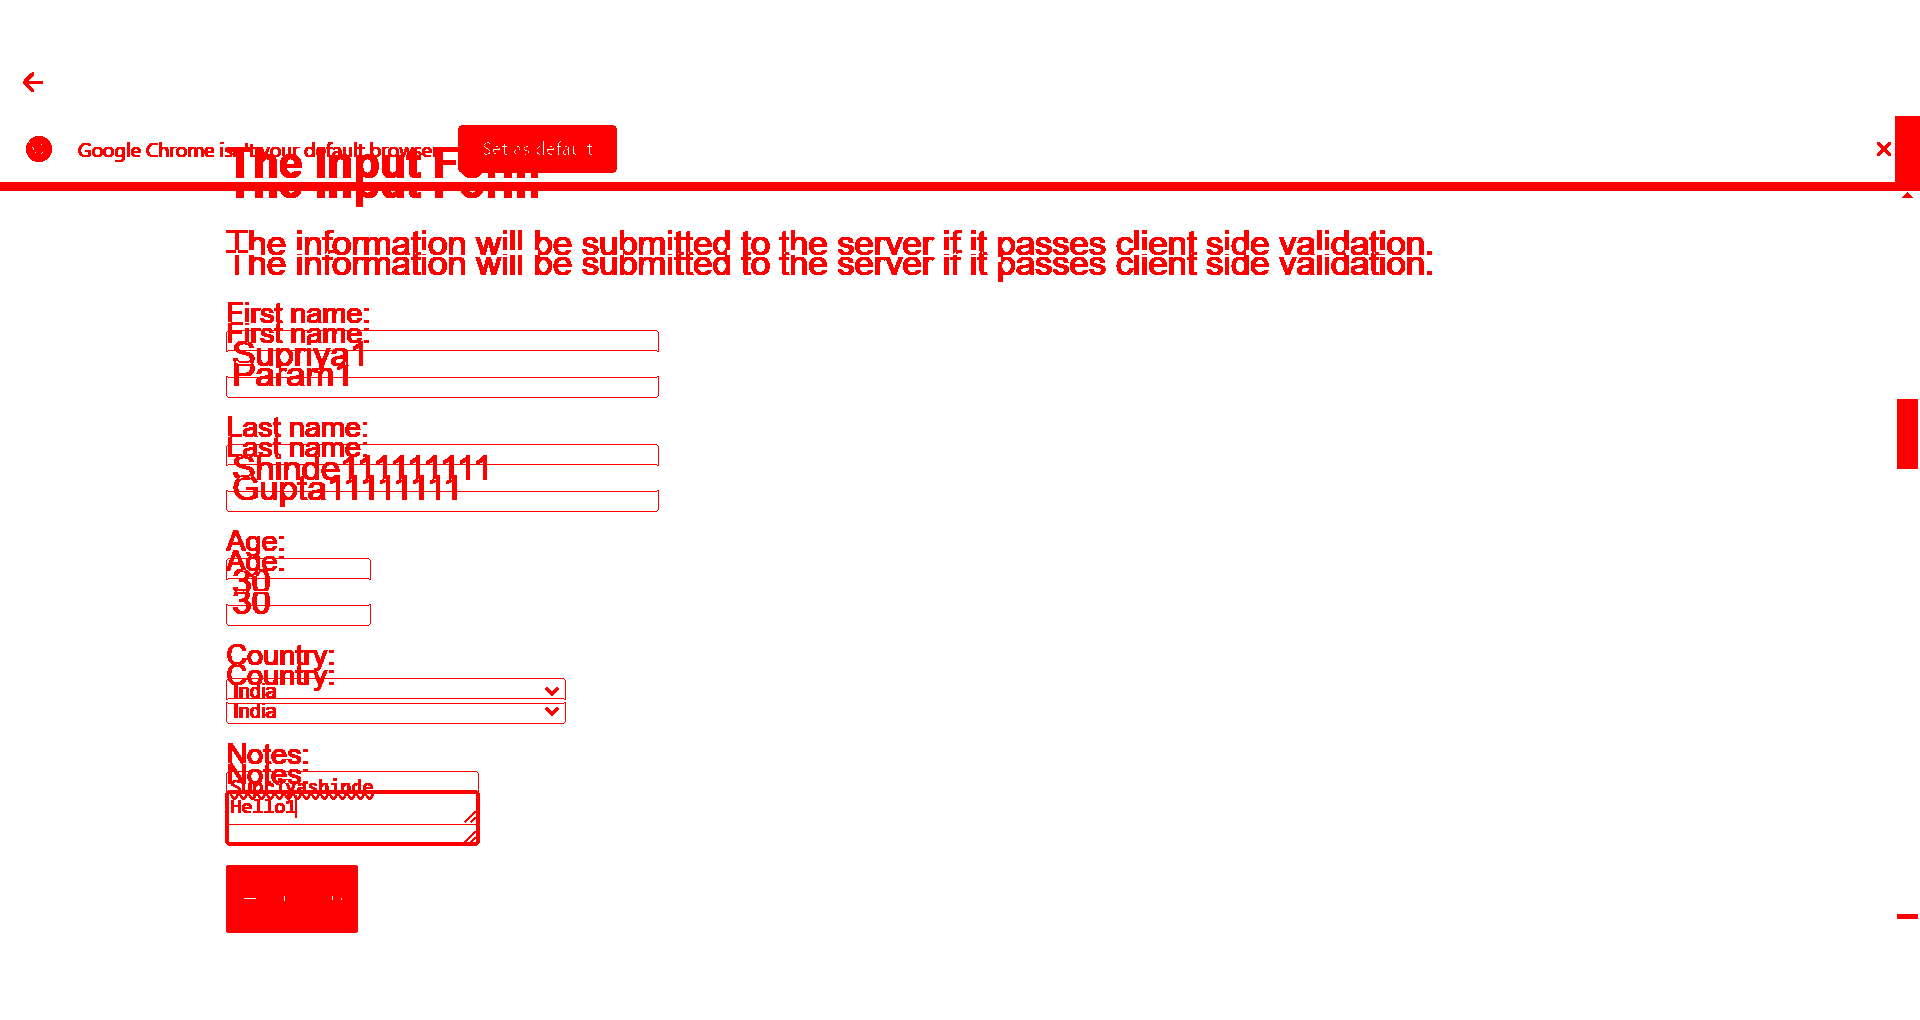 Google Chrome isn't your default browser
Set as default
The Input Form
The Input Form
The information will be submitted to the server if it passes client side validation.
The information will be submitted to the server if it passes client side validation.
First name:
First name:
Supriya1
Param1
Last name:
Last name:
Shinde111111111
Gupta11111111
Age:
Age:
30
30
Country:
Country:
India
India
Notes:
Notes:
Supriyashinde
Hello1